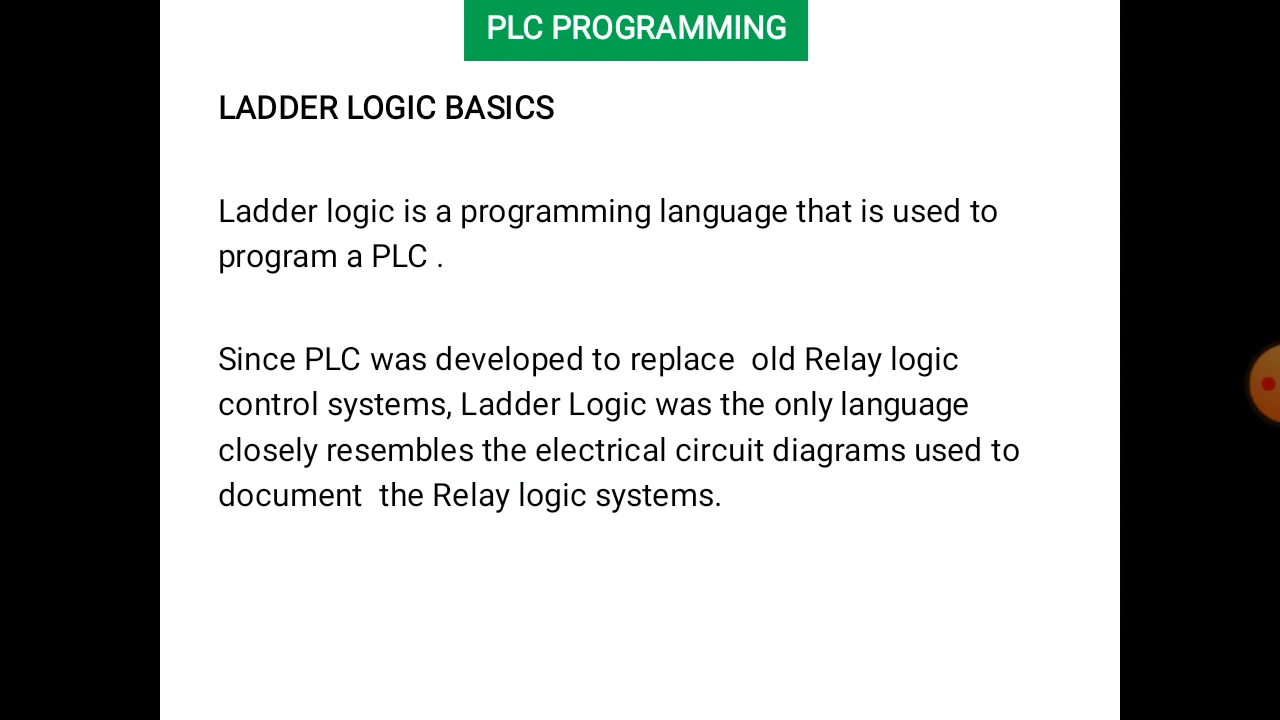 PLC PROGRAMMING
LADDER LOGIC BASICS
Ladder logic is a programming language that is used to
program a PLC .
Since PLC was developed to replace  old Relay logic
control systems, Ladder Logic was the only language
closely resembles the electrical circuit diagrams used to
document  the Relay logic systems.